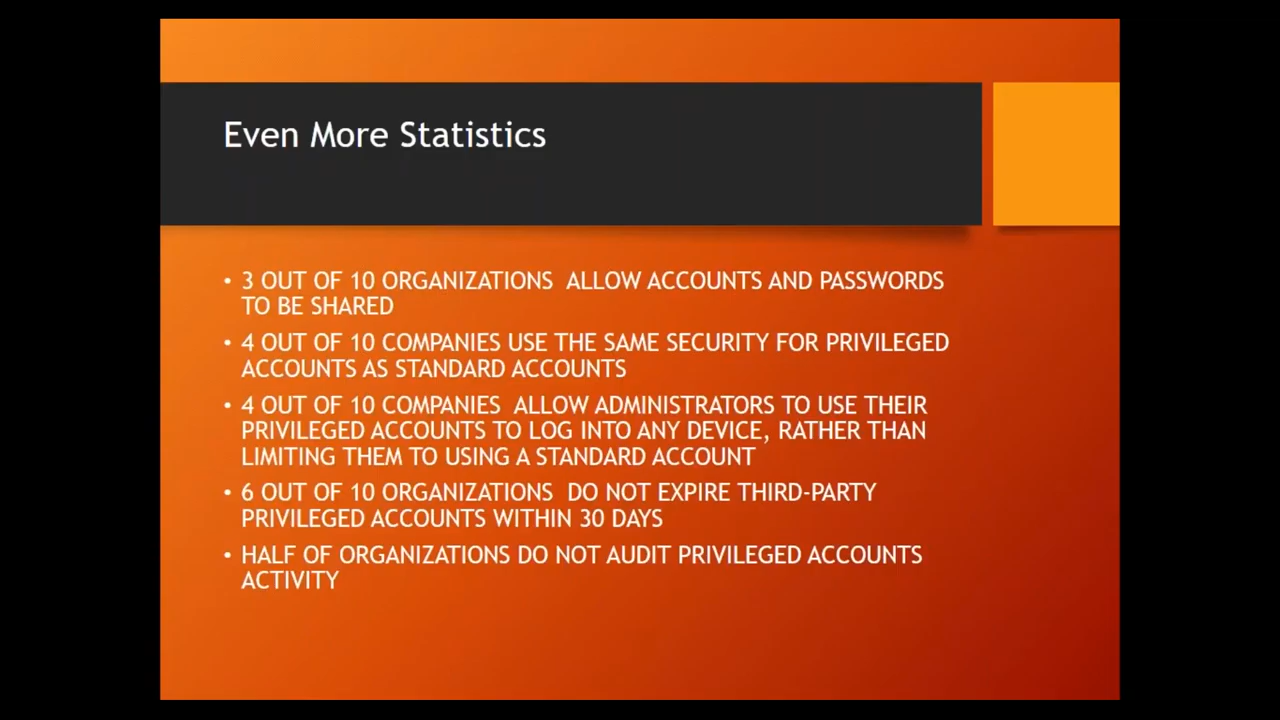 Even More Statistics
• 3 OUT OF 10 ORGANIZATIONS  ALLOW ACCOUNTS AND PASSWORDS
TO BE SHARED
• 4 OUT OF 10 COMPANIES USE THE SAME SECURITY FOR PRIVILEGED
ACCOUNTS AS STANDARD ACCOUNTS
• 4 OUT OF 10 COMPANIES  ALLOW ADMINISTRATORS TO USE THEIR
PRIVILEGED ACCOUNTS TO LOG INTO ANY DEVICE, RATHER THAN
LIMITING THEM TO USING A STANDARD ACCOUNT
• 6 OUT OF 10 ORGANIZATIONS  DO NOT EXPIRE THIRD-PARTY
PRIVILEGED ACCOUNTS WITHIN 30 DAYS
• HALF OF ORGANIZATIONS DO NOT AUDIT PRIVILEGED ACCOUNTS
ACTIVITY